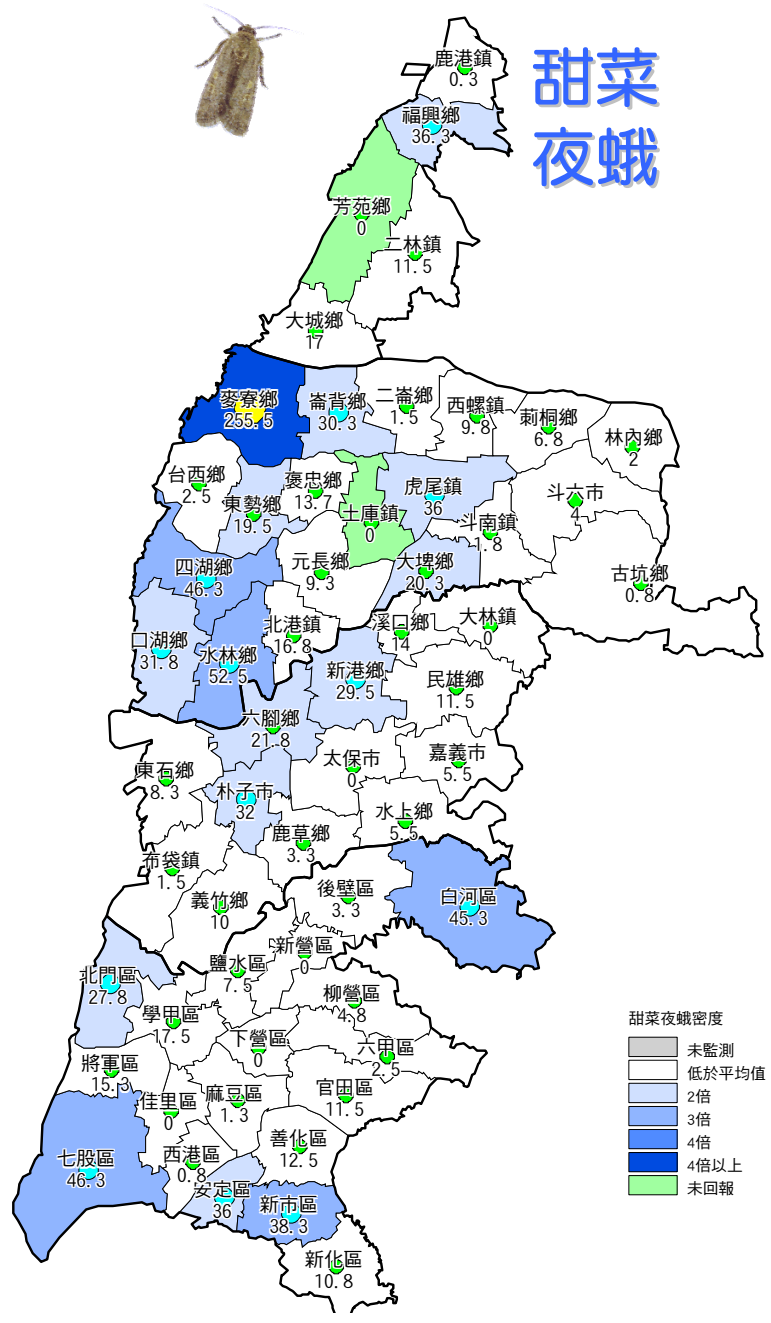 甜菜
夜蛾
鹿港鎮
0.3
福興鄉
36.3
芳苑鄉
0
二林鎮
11.5
大城鄉
17
麥寮鄉
255.5
崙背鄉
30.3
二崙鄉
1.5
西螺鎮
9.8
莿桐鄉
6.8
林內鄉
2
台西鄉
2.5
東勢鄉
19.5
褒忠鄉
13.7
土庫鎮
0
虎尾鎮
36
斗南鎮
1.8
斗六市
4
古坑鄉
0.8
四湖鄉
46.3
元長鄉
9.3
大埤鄉
20.3
口湖鄉
31.8
水林鄉
52.5
北港鎮
16.8
溪口鄉
14
大林鎮
0
新港鄉
29.5
民雄鄉
11.5
六腳鄉
21.8
東石鄉
8.3
朴子市
32
太保市
0
嘉義市
5.5
鹿草鄉
3.3
水上鄉
5.5
布袋鎮
1.5
義竹鄉
10
後壁區
3.3
白河區
45.3
北門區
27.8
鹽水區
7.5
新營區
0
學甲區
17.5
柳營區
4.8
下營區
0
六甲區
2.5
將軍區
15.3
佳里區
0
麻豆區
1.3
官田區
11.5
七股區
46.3
西港區
0.8
善化區
12.5
安定區
36
新市區
38.3
新化區
10.8
甜菜夜蛾密度
未監測
低於平均值
2倍
3倍
4倍
4倍以上
未回報